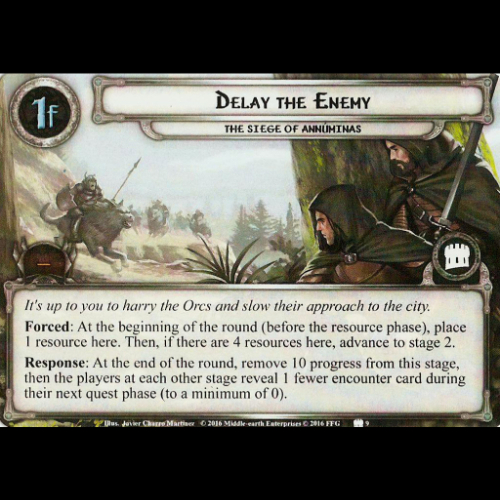 1F
DELAY THE ENEMY
THE SIEGE OF ANNÚMINAS
–
It's up to you to harry the Orcs and slow their approach to the city.
Forced: At the beginning of the round (before the resource phase), place
1 resource here. Then, if there are 4 resources here, advance to stage 2.
Response: At the end of the round, remove 10 progress from this stage,
then the players at each other stage reveal 1 fewer encounter card during
their next quest phase (to a minimum of 0).
Illus. Javier Charro Martinez © 2016 Middle-earth Enterprises © 2016 FFG 9